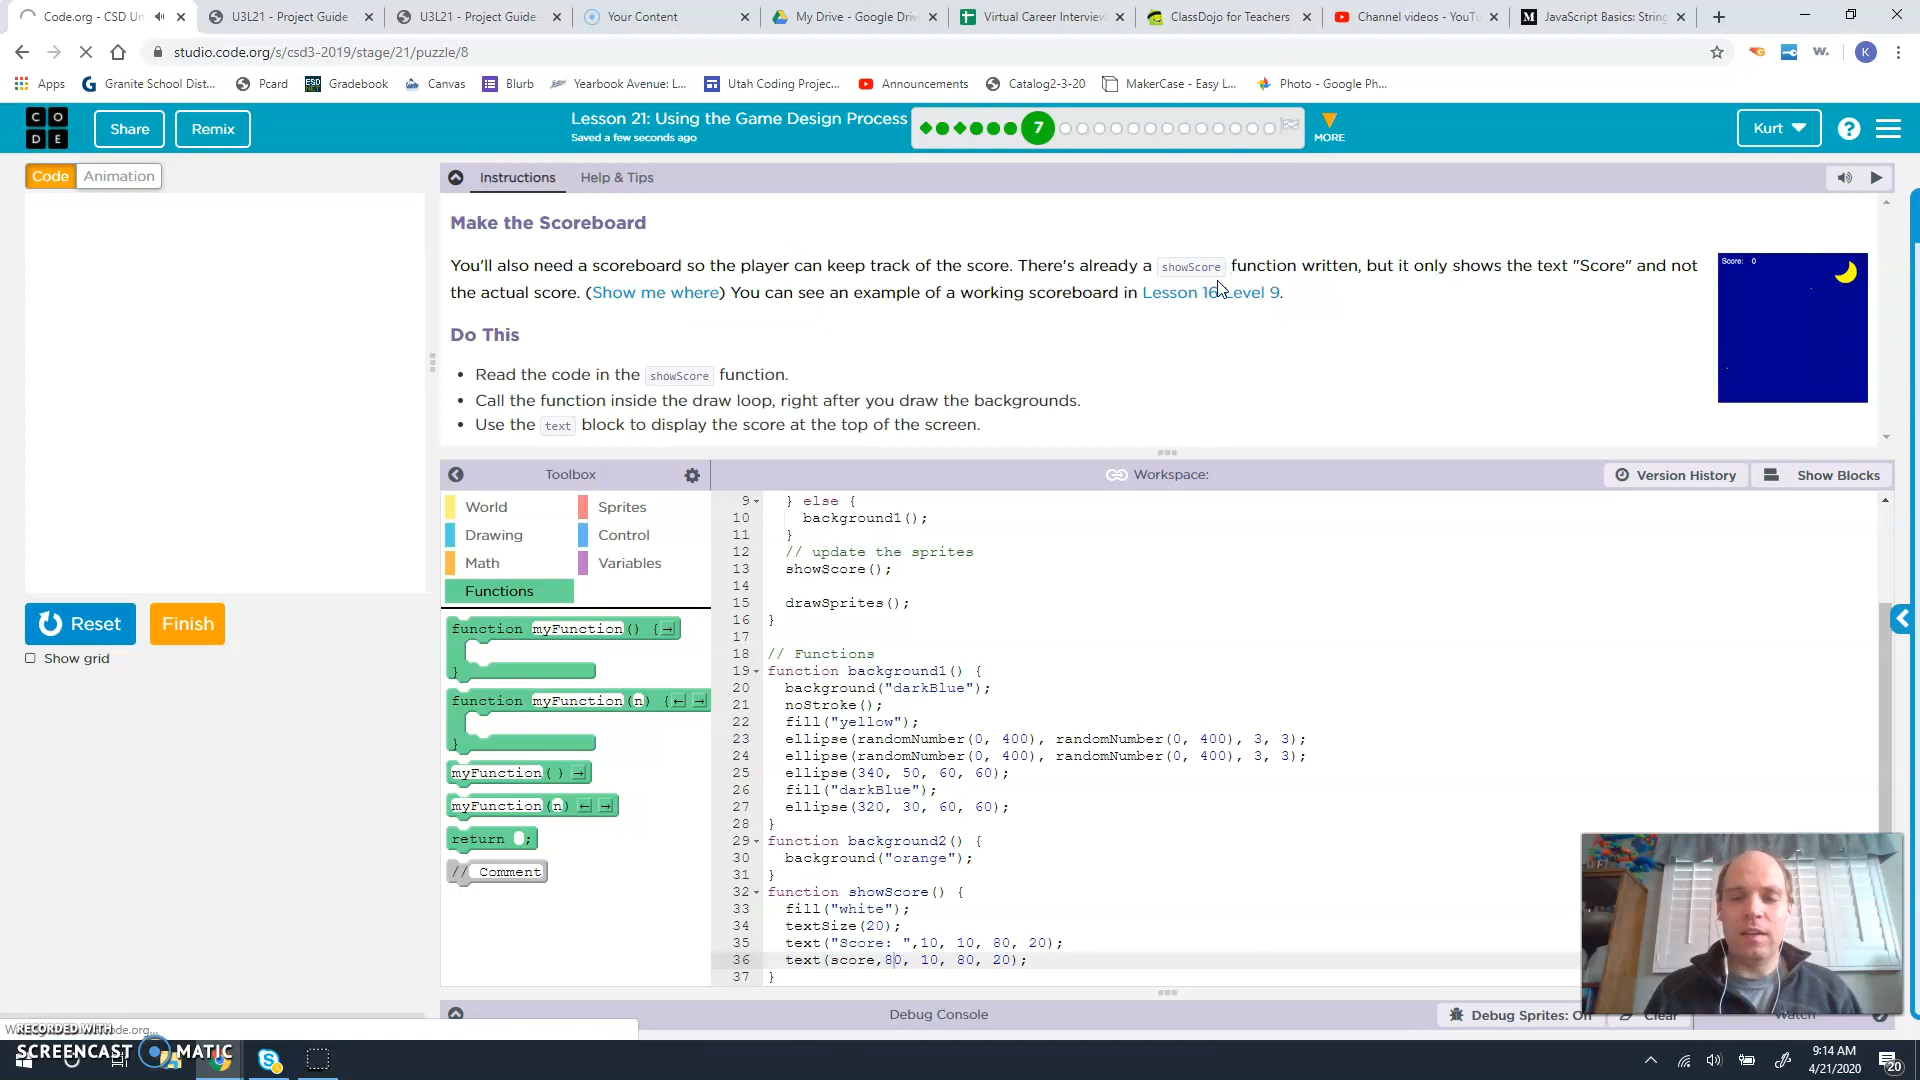 Code.org - CSD Un
U3L21 - Project Guide
U3L21 - Project Guide
Your Content
My Drive - Google Driv
Virtual Career Interview
ClassDojo for Teachers
Channel videos - YouTu
JavaScript Basics: String
studio.code.org/s/csd3-2019/stage/21/puzzle/8
K
Apps
Granite School Dist...
Pcard
Gradebook
Canvas
Blurb
Yearbook Avenue: L...
Utah Coding Projec...
Announcements
Catalog2-3-20
MakerCase - Easy L...
Photo - Google Ph...
CODE
Share
Remix
Lesson 21: Using the Game Design Process
Saved a few seconds ago
7
MORE
Kurt
?
Code
Animation
Instructions
Help & Tips
Make the Scoreboard
You'll also need a scoreboard so the player can keep track of the score. There's already a showScore function written, but it only shows the text "Score" and not
the actual score. (Show me where) You can see an example of a working scoreboard in Lesson 16 Level 9.
Score: 0
Do This
• Read the code in the showScore function.
• Call the function inside the draw loop, right after you draw the backgrounds.
• Use the text block to display the score at the top of the screen.
Toolbox
Workspace:
Version History
Show Blocks
World
Sprites
Drawing
Control
Math
Variables
Functions
function myFunction() {
}
function myFunction(n) {
}
myFunction()
myFunction(n)
return ;
// Comment
9 } else {
10 background1();
11 }
12 // update the sprites
13 showScore();
14
15 drawSprites();
16 }
17
18 // Functions
19 function background1() {
20 background("darkBlue");
21 noStroke();
22 fill("yellow");
23 ellipse(randomNumber(0, 400), randomNumber(0, 400), 3, 3);
24 ellipse(randomNumber(0, 400), randomNumber(0, 400), 3, 3);
25 ellipse(340, 50, 60, 60);
26 fill("darkBlue");
27 ellipse(320, 30, 60, 60);
28 }
29 function background2() {
30 background("orange");
31 }
32 function showScore() {
33 fill("white");
34 textSize(20);
35 text("Score: ",10, 10, 80, 20);
36 text(score,80, 10, 80, 20);
37 }
Reset
Finish
Show grid
Debug Console
Debug Sprites: Off
Clear
Watch
RECORDED WITH
SCREENCAST MATIC
9:14 AM
4/21/2020
20